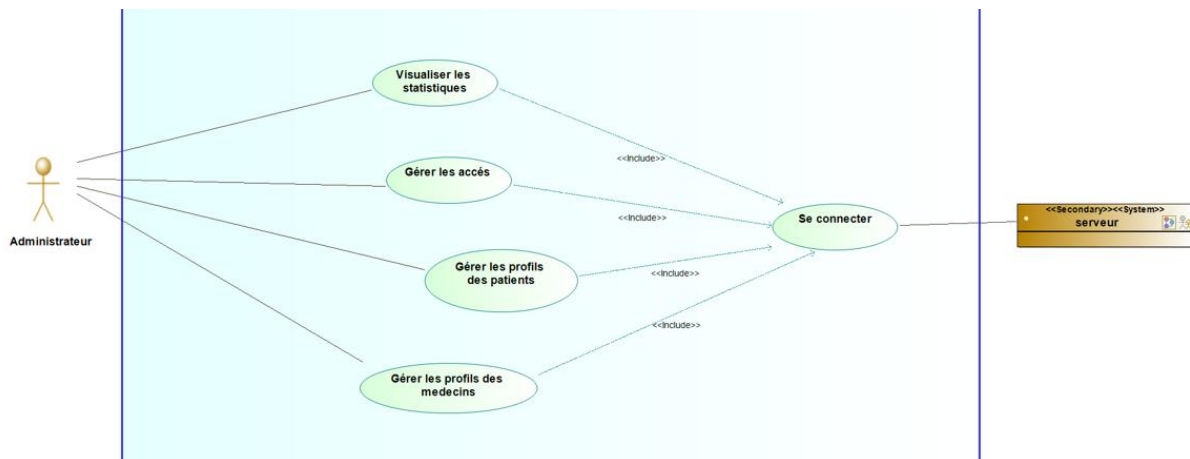 Visualiser les
statistiques
<<Include>>
Gérer les accés
<<Include>>
Se connecter
<<Secondary>><<System>>
serveur
Administrateur
Gérer les profils
des patients
<<Include>>
<<Include>>
Gérer les profils des
medecins